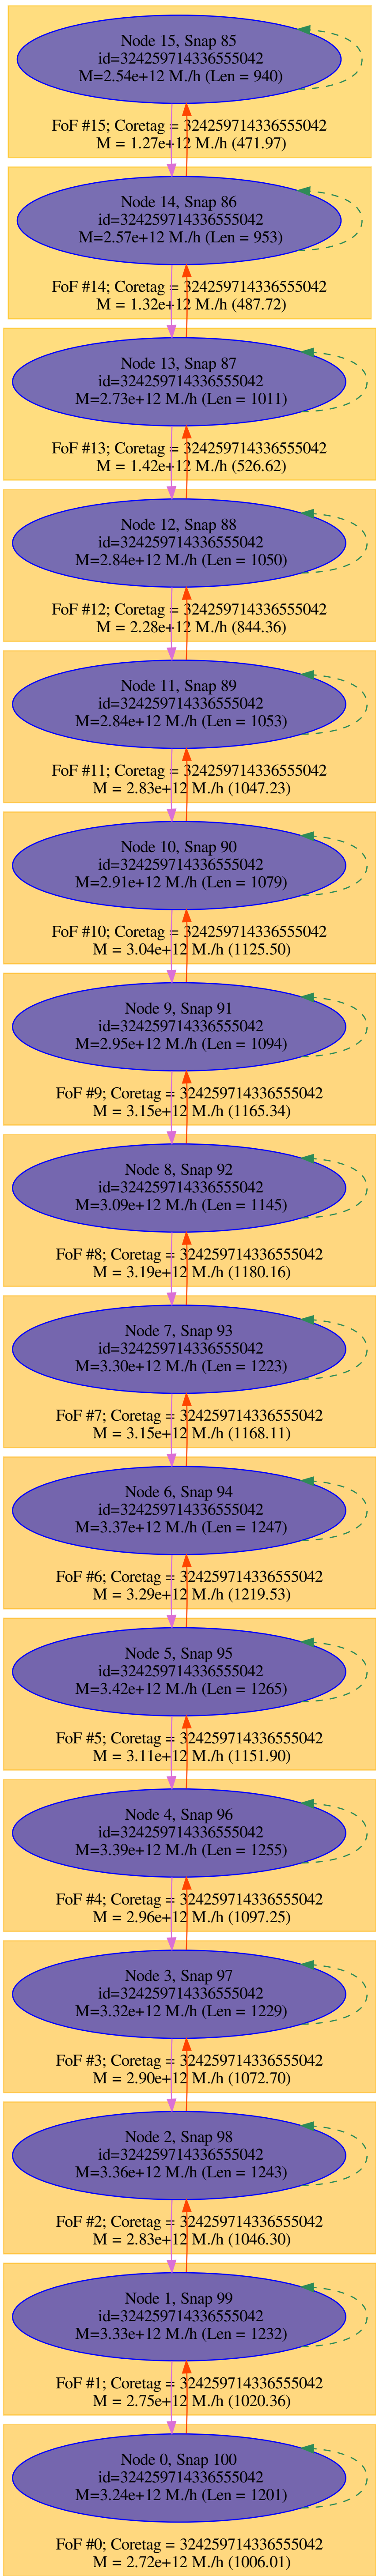 Node 15, Snap 85
id=324259714336555042
M=2.54e+12 M./h (Len = 940)
FoF #15; Coretag = 324259714336555042
M = 1.27e+12 M./h (471.97)
Node 14, Snap 86
id=324259714336555042
M=2.57e+12 M./h (Len = 953)
FoF #14; Coretag = 324259714336555042
M = 1.32e+12 M./h (487.72)
Node 13, Snap 87
id=324259714336555042
M=2.73e+12 M./h (Len = 1011)
FoF #13; Coretag = 324259714336555042
M = 1.42e+12 M./h (526.62)
Node 12, Snap 88
id=324259714336555042
M=2.84e+12 M./h (Len = 1050)
FoF #12; Coretag = 324259714336555042
M = 2.28e+12 M./h (844.36)
Node 11, Snap 89
id=324259714336555042
M=2.84e+12 M./h (Len = 1053)
FoF #11; Coretag = 324259714336555042
M = 2.83e+12 M./h (1047.23)
Node 10, Snap 90
id=324259714336555042
M=2.91e+12 M./h (Len = 1079)
FoF #10; Coretag = 324259714336555042
M = 3.04e+12 M./h (1125.50)
Node 9, Snap 91
id=324259714336555042
M=2.95e+12 M./h (Len = 1094)
FoF #9; Coretag = 324259714336555042
M = 3.15e+12 M./h (1165.34)
Node 8, Snap 92
id=324259714336555042
M=3.09e+12 M./h (Len = 1145)
FoF #8; Coretag = 324259714336555042
M = 3.19e+12 M./h (1180.16)
Node 7, Snap 93
id=324259714336555042
M=3.30e+12 M./h (Len = 1223)
FoF #7; Coretag = 324259714336555042
M = 3.15e+12 M./h (1168.11)
Node 6, Snap 94
id=324259714336555042
M=3.37e+12 M./h (Len = 1247)
FoF #6; Coretag = 324259714336555042
M = 3.29e+12 M./h (1219.53)
Node 5, Snap 95
id=324259714336555042
M=3.42e+12 M./h (Len = 1265)
FoF #5; Coretag = 324259714336555042
M = 3.11e+12 M./h (1151.90)
Node 4, Snap 96
id=324259714336555042
M=3.39e+12 M./h (Len = 1255)
FoF #4; Coretag = 324259714336555042
M = 2.96e+12 M./h (1097.25)
Node 3, Snap 97
id=324259714336555042
M=3.32e+12 M./h (Len = 1229)
FoF #3; Coretag = 324259714336555042
M = 2.90e+12 M./h (1072.70)
Node 2, Snap 98
id=324259714336555042
M=3.36e+12 M./h (Len = 1243)
FoF #2; Coretag = 324259714336555042
M = 2.83e+12 M./h (1046.30)
Node 1, Snap 99
id=324259714336555042
M=3.33e+12 M./h (Len = 1232)
FoF #1; Coretag = 324259714336555042
M = 2.75e+12 M./h (1020.36)
Node 0, Snap 100
id=324259714336555042
M=3.24e+12 M./h (Len = 1201)
FoF #0; Coretag = 324259714336555042
M = 2.72e+12 M./h (1006.01)